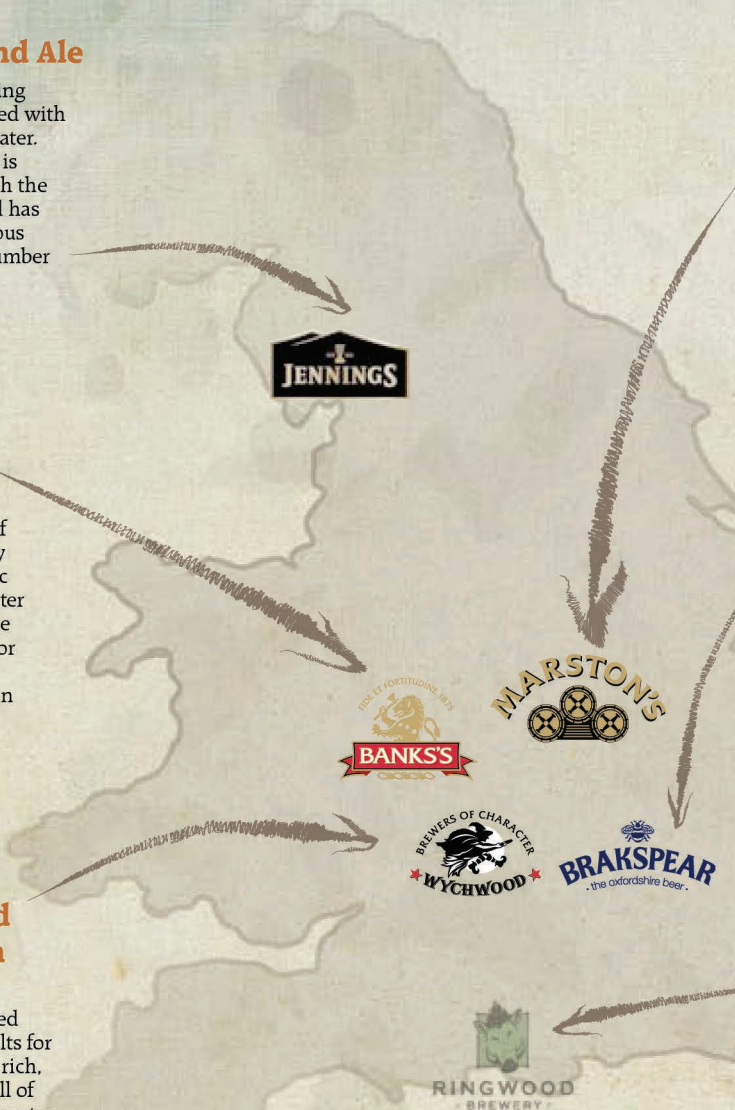 nd Ale
ing
ed with
ater.
is
h the
l has
ous
umber
JENNINGS
f
y
c
ter
e
or
n
MARSTON'S
FIDE ET FORTITUDINE 1875
BANKS'S
BREWERS OF CHARACTER
WYCHWOOD
BRAKSPEAR
· the oxfordshire beer ·
d
n
ed
lts for
rich,
ll of
RINGWOOD
· BREWERY ·